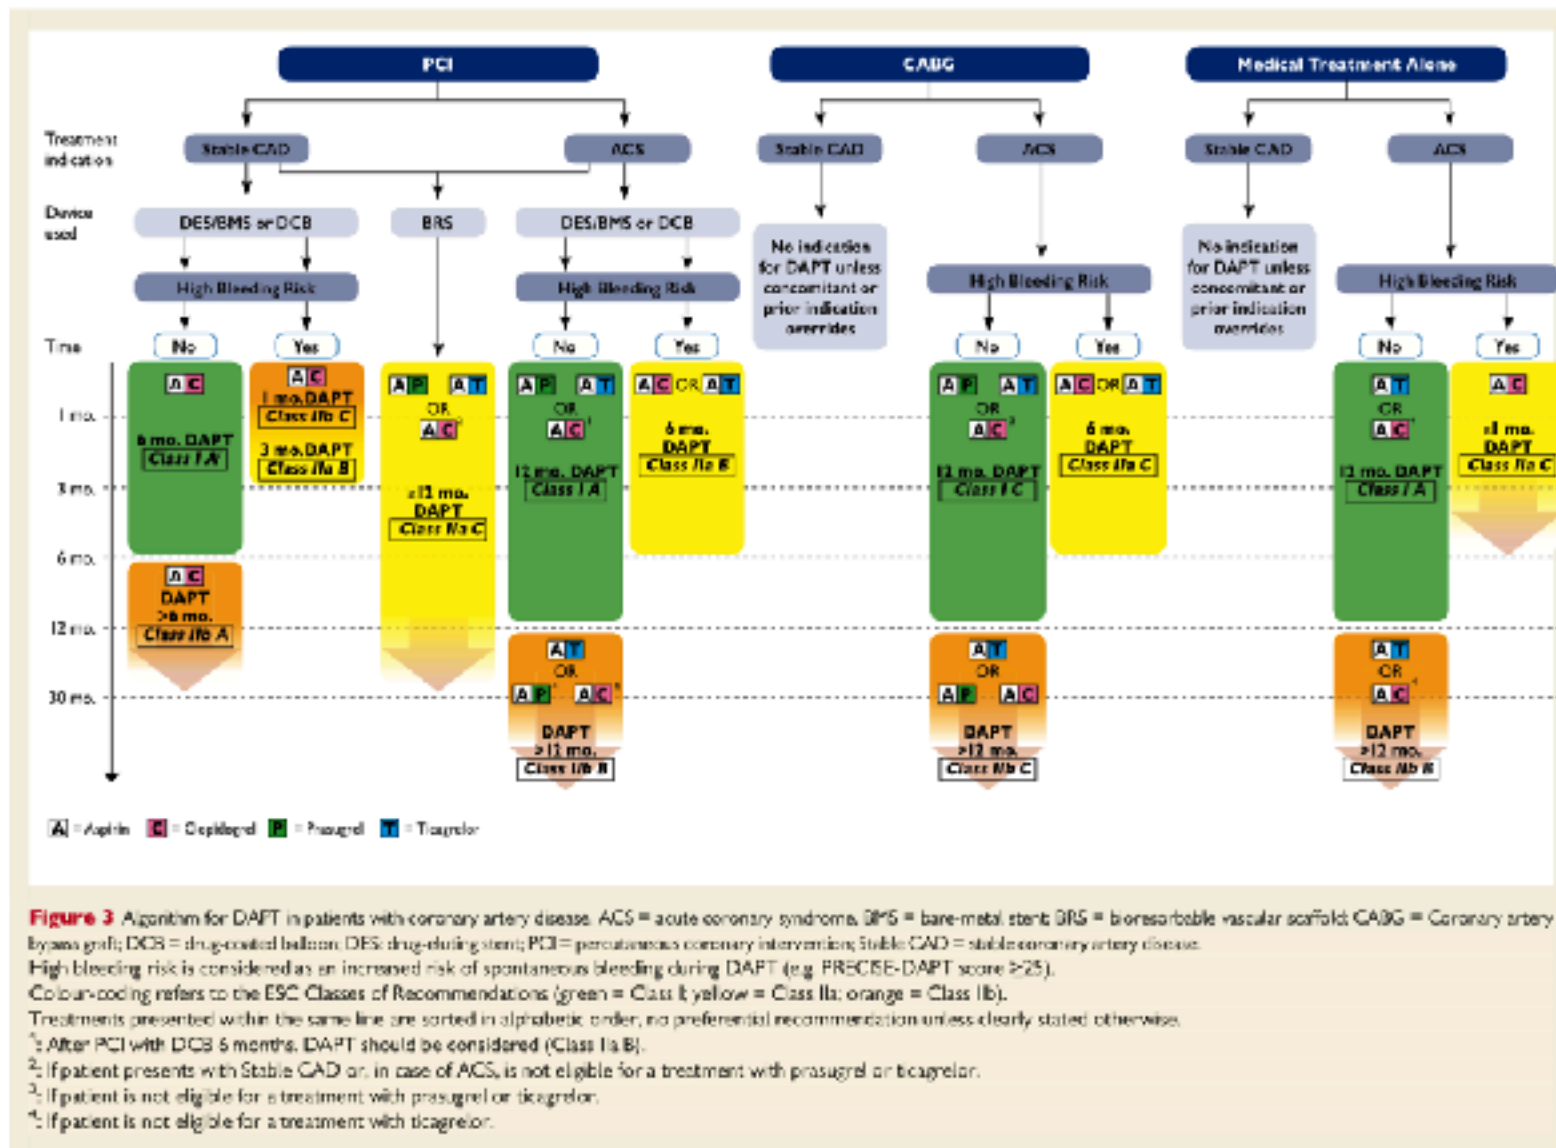 PCI
CABG
Medical Treatment Alone
Treatment indication
Stable CAD
ACS
Stable CAD
ACS
Stable CAD
ACS
Device used
DES/BMS or DCB
BRS
DES/BMS or DCB
No indication for DAPT unless concomitant or prior indication overrides
No indication for DAPT unless concomitant or prior indication overrides
High Bleeding Risk
High Bleeding Risk
High Bleeding Risk
High Bleeding Risk
Time
No
Yes
No
Yes
No
Yes
No
Yes
1 mo.
3 mo.
6 mo.
12 mo.
30 mo.
A C
6 mo. DAPT
Class I A
A C
DAPT
>6 mo.
Class IIb A
A C
1 mo. DAPT
Class IIb C
3 mo. DAPT
Class IIa B
A P A T
OR
A C
12 mo.
DAPT
Class IIa C
A P A T
OR
A C
12 mo. DAPT
Class I A
A T
OR
A P A C
DAPT
>12 mo.
Class IIb B
A C OR A T
6 mo.
DAPT
Class IIa B
A P A T
OR
A C
12 mo. DAPT
Class I C
A T
OR
A P A C
DAPT
>12 mo.
Class IIb C
A C OR A T
6 mo.
DAPT
Class IIa C
A T
OR
A C
12 mo. DAPT
Class I A
A T
OR
A C
DAPT
>12 mo.
Class IIb B
A C
1 mo.
DAPT
Class IIa C
A = Aspirin C = Clopidogrel P = Prasugrel T = Ticagrelor
Figure 3 Algorithm for DAPT in patients with coronary artery disease. ACS = acute coronary syndrome, BMS = bare-metal stent; BRS = bioresorbable vascular scaffold; CABG = Coronary artery
bypass graft; DCB = drug-coated balloon; DES: drug-eluting stent; PCI = percutaneous coronary intervention; Stable CAD = stable coronary artery disease.
High bleeding risk is considered as an increased risk of spontaneous bleeding during DAPT (e.g. PRECISE-DAPT score ≥25).
Colour-coding refers to the ESC Classes of Recommendations (green = Class I; yellow = Class IIa; orange = Class IIb).
Treatments presented within the same line are sorted in alphabetic order, no preferential recommendation unless clearly stated otherwise.
1: After PCI with DCB 6 months. DAPT should be considered (Class IIa B).
2: If patient presents with Stable CAD or, in case of ACS, is not eligible for a treatment with prasugrel or ticagrelor.
3: If patient is not eligible for a treatment with prasugrel or ticagrelor.
4: If patient is not eligible for a treatment with ticagrelor.